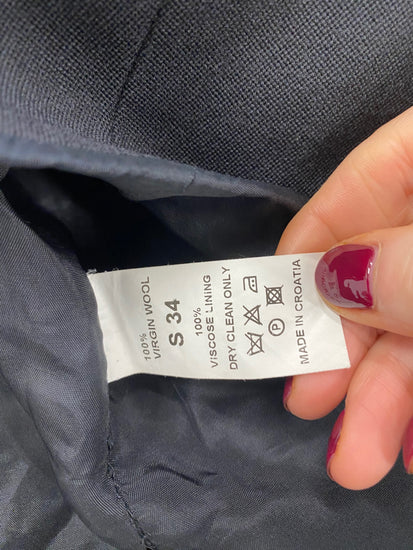 100%
VIRGIN WOOL
S 34
100%
ViSCOSE LINING
DRY CLEAN ONLY
P
MADE IN CROATIA